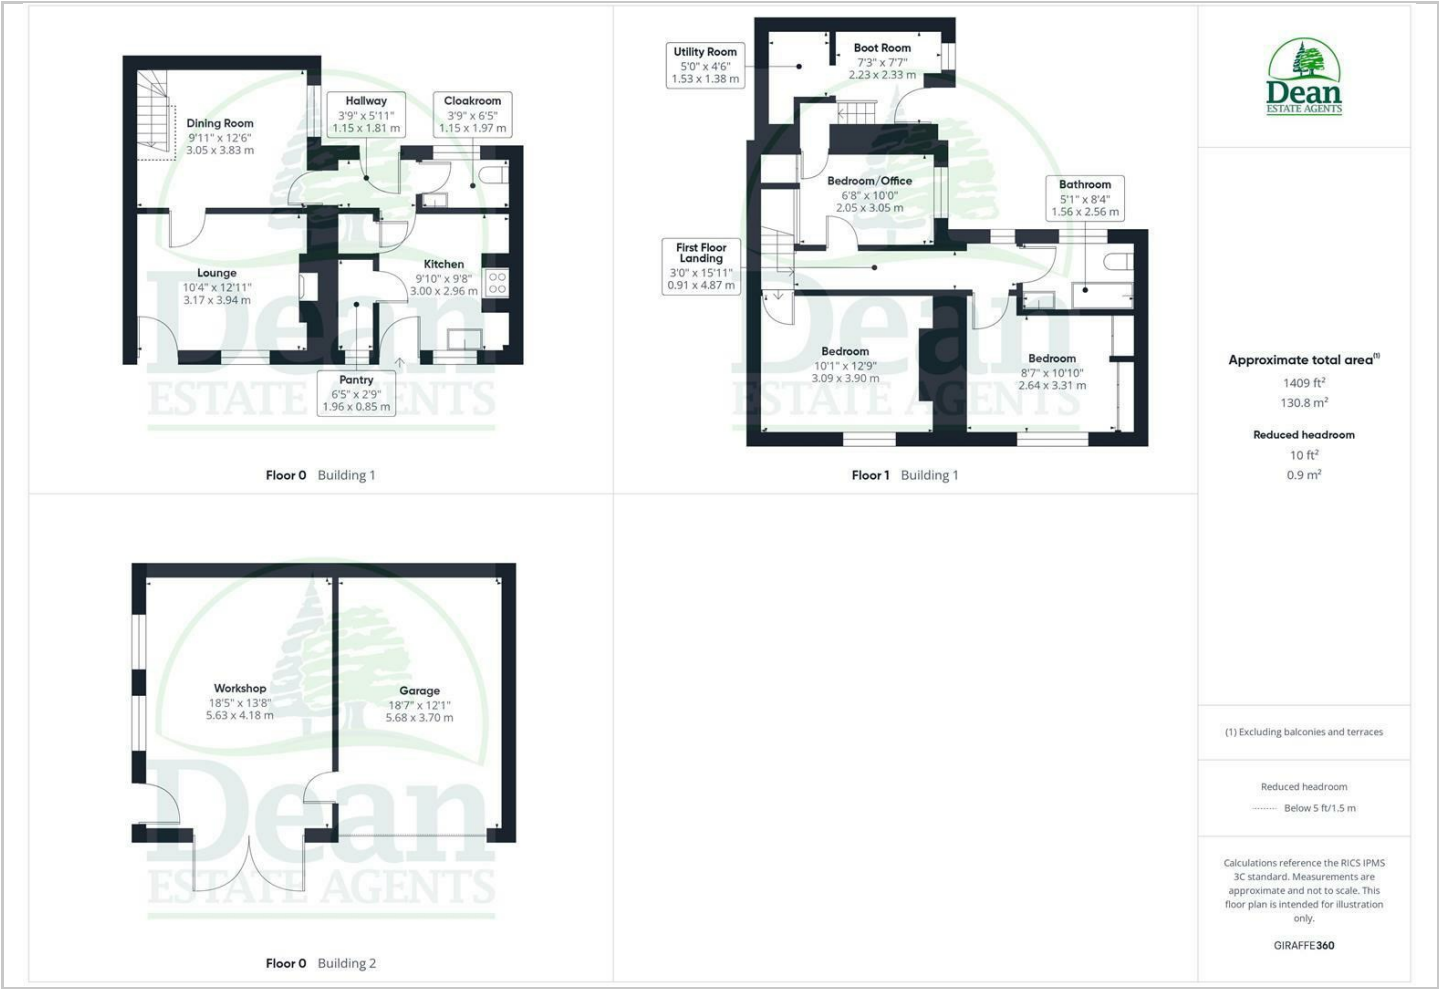 Dining Room
9'11" x 12'6"
3.05 x 3.83 m
Hallway
3'9" x 5'11"
1.15 x 1.81 m
Cloakroom
3'9" x 6'5"
1.15 x 1.97 m
Lounge
10'4" x 12'11"
3.17 x 3.94 m
Kitchen
9'10" x 9'8"
3.00 x 2.96 m
Pantry
6'5" x 2'9"
1.96 x 0.85 m
Dean
ESTATE AGENTS
Floor 0 Building 1
Utility Room
5'0" x 4'6"
1.53 x 1.38 m
Boot Room
7'3" x 7'7"
2.23 x 2.33 m
Bedroom/Office
6'8" x 10'0"
2.05 x 3.05 m
Bathroom
5'1" x 8'4"
1.56 x 2.56 m
First Floor
Landing
3'0" x 15'11"
0.91 x 4.87 m
Bedroom
10'1" x 12'9"
3.09 x 3.90 m
Bedroom
8'7" x 10'10"
2.64 x 3.31 m
Dean
ESTATE AGENTS
Floor 1 Building 1
Workshop
18'5" x 13'8"
5.63 x 4.18 m
Garage
18'7" x 12'1"
5.68 x 3.70 m
Dean
ESTATE AGENTS
Floor 0 Building 2
Dean
ESTATE AGENTS
Approximate total area(1)
1409 ft²
130.8 m²
Reduced headroom
10 ft²
0.9 m²
(1) Excluding balconies and terraces
Reduced headroom
Below 5 ft/1.5 m
Calculations reference the RICS IPMS
3C standard. Measurements are
approximate and not to scale. This
floor plan is intended for illustration
only.
GIRAFFE360